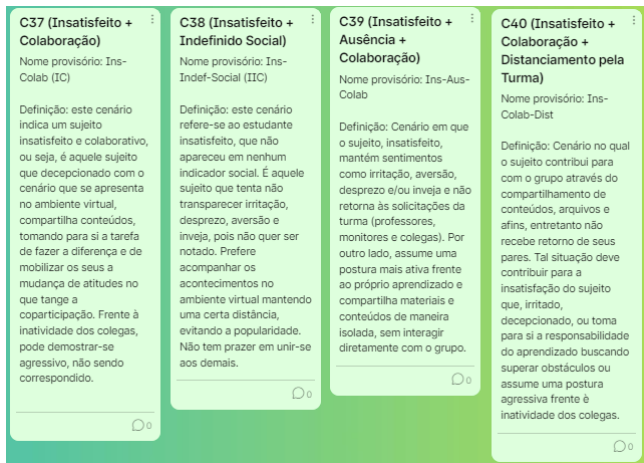 C37 (Insatisfeito +
Colaboração)
Nome provisório: Ins-
Colab (IC)
Definição: este cenário
indica um sujeito
insatisfeito e colaborativo,
ou seja, é aquele sujeito
que decepcionado com o
cenário que se apresenta
no ambiente virtual,
compartilha conteúdos,
tomando para si a tarefa
de fazer a diferença e de
mobilizar os seus a
mudança de atitudes no
que tange a
coparticipação. Frente à
inatividade dos colegas,
pode demostrar-se
agressivo, não sendo
correspondido.
0
C38 (Insatisfeito +
Indefinido Social)
Nome provisório: Ins-
Indef-Social (IIC)
Definição: este cenário
refere-se ao estudante
insatisfeito, que não
apareceu em nenhum
indicador social. É aquele
sujeito que tenta não
transparecer irritação,
desprezo, aversão e
inveja, pois não quer ser
notado. Prefere
acompanhar os
acontecimentos no
ambiente virtual mantendo
uma certa distância,
evitando a popularidade.
Não tem prazer em unir-se
aos demais.
0
C39 (Insatisfeito +
Ausência +
Colaboração)
Nome provisório: Ins-Aus-
Colab
Definição: Cenário em que
o sujeito, insatisfeito,
mantém sentimentos
como irritação, aversão,
desprezo e/ou inveja e não
retorna às solicitações da
turma (professores,
monitores e colegas). Por
outro lado, assume uma
postura mais ativa frente
ao próprio aprendizado e
compartilha materiais e
conteúdos de maneira
isolada, sem interagir
diretamente com o grupo.
0
C40 (Insatisfeito +
Colaboração +
Distanciamento pela
Turma)
Nome provisório: Ins-
Colab-Dist
Definição: Cenário no qual
o sujeito contribui para
com o grupo através do
compartilhamento de
conteúdos, arquivos e
afins, entretanto não
recebe retorno de seus
pares. Tal situação deve
contribuir para a
insatisfação do sujeito
que, irritado,
decepcionado, ou toma
para si a responsabilidade
do aprendizado buscando
superar obstáculos ou
assume uma postura
agressiva frente è
inatividade dos colegas.
0